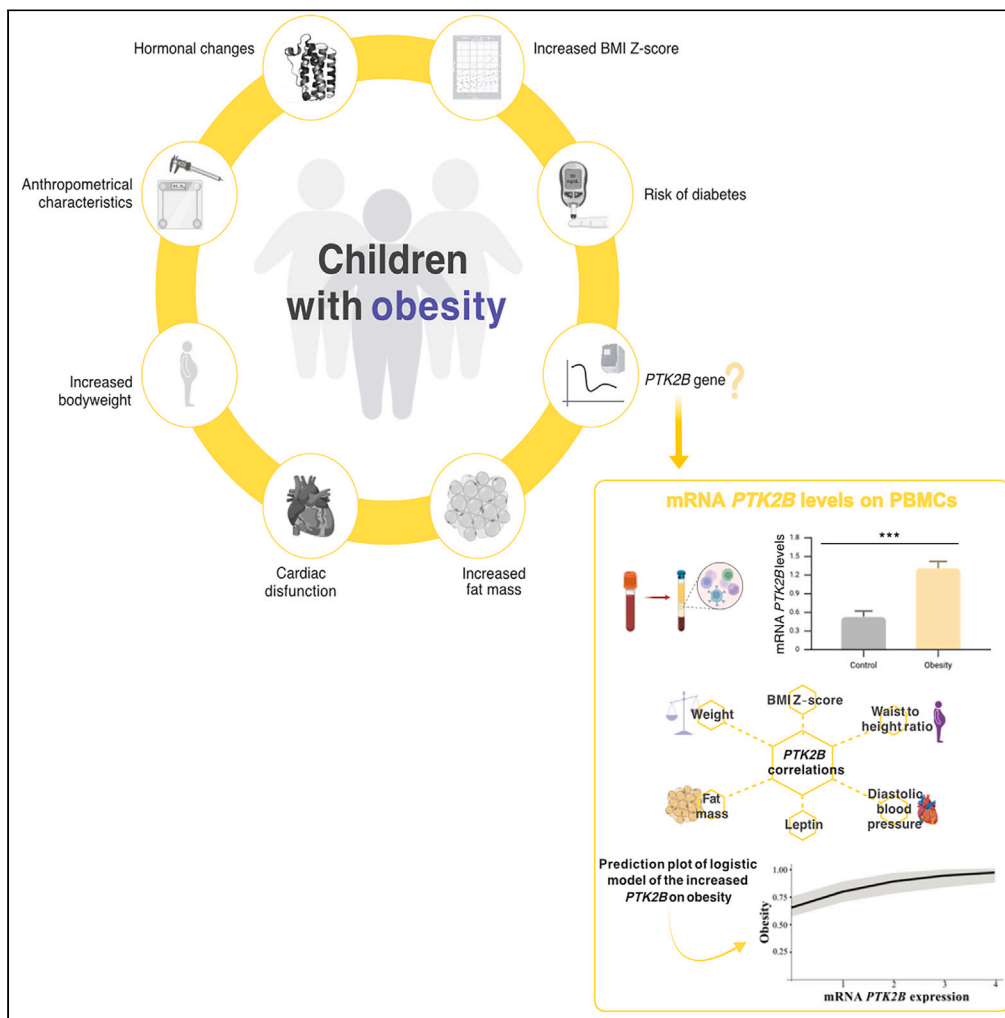 Hormonal changes
Increased BMI Z-score
Anthropometrical
characteristics
Risk of diabetes
Children
with obesity
Increased
bodyweight
PTK2B gene ?
Cardiac
disfunction
Increased
fat mass
mRNA PTK2B levels on PBMCs
mRNA PTK2B levels
1.8
1.5
1.2
0.9
0.6
0.3
0
***
Control
Obesity
Weight
BMI Z-score
Waist to
height ratio
PTK2B
correlations
Fat
mass
Leptin
Diastolic
blood
pressure
Prediction plot of logistic
model of the increased
PTK2B on obesity
Obesity
1.00
0.75
0.50
0.25
1
2
3
4
mRNA PTK2B expression